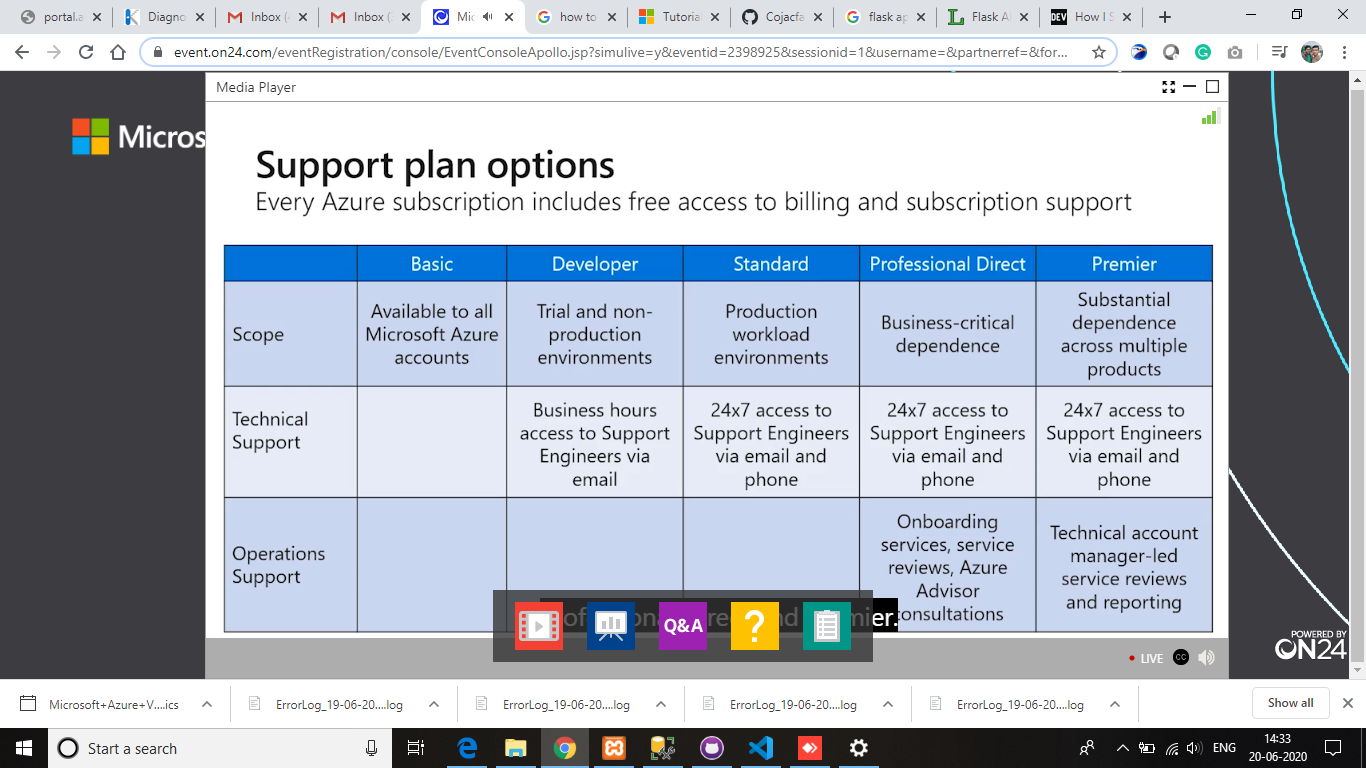 portal.a
Diagno
Inbox (
Inbox (
Mic
how to
Tutorial
Cojacfa
flask ap
Flask A
How I S
event.on24.com/eventRegistration/console/EventConsoleApollo.jsp?simulive=y&eventid=2398925&sessionid=1&username=&partnerref=&for...
Micros
Media Player
Support plan options
Every Azure subscription includes free access to billing and subscription support
Basic
Developer
Standard
Professional Direct
Premier
Scope
Available to all
Microsoft Azure
accounts
Trial and non-
production
environments
Production
workload
environments
Business-critical
dependence
Substantial
dependence
across multiple
products
Technical
Support
Business hours
access to Support
Engineers via
email
24x7 access to
Support Engineers
via email and
phone
24x7 access to
Support Engineers
via email and
phone
24x7 access to
Support Engineers
via email and
phone
Operations
Support
Onboarding
services, service
reviews, Azure
Advisor
consultations
Technical account
manager-led
service reviews
and reporting
Q&A
?
mier.
LIVE
CC
POWERED BY
ON24
Microsoft+Azure+V....ics
ErrorLog_19-06-20....log
ErrorLog_19-06-20....log
ErrorLog_19-06-20....log
ErrorLog_19-06-20....log
Show all
Start a search
ENG
14:33
20-06-2020